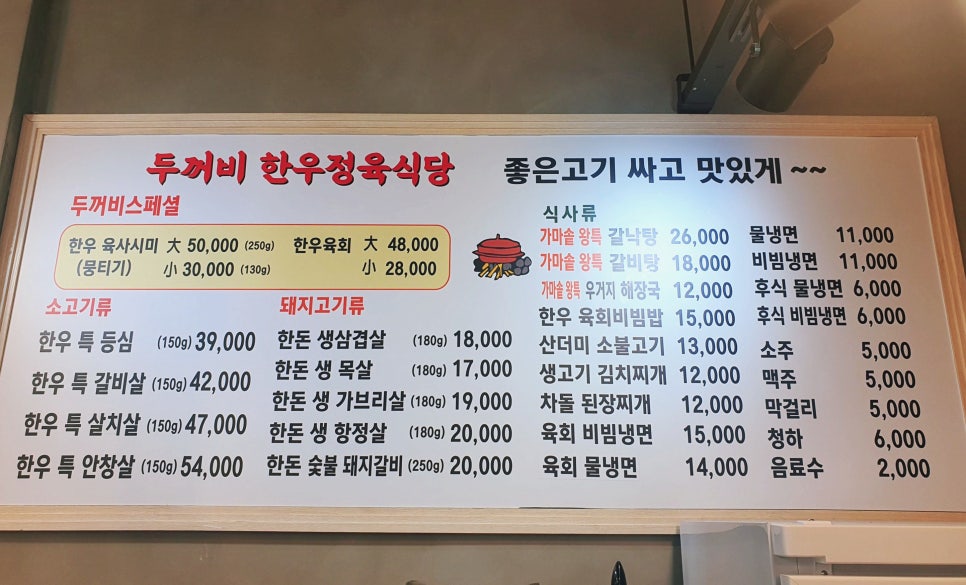 두꺼비 한우정육식당
좋은고기 싸고 맛있게 ~~
두꺼비스페셜
한우 육사시미 大 50,000 (250g) 한우육회 大 48,000
(뭉티기) 小 30,000 (130g) 小 28,000
소고기류
한우 특 등심 (150g) 39,000
한우 특 갈비살 (150g) 42,000
한우 특 살치살 (150g) 47,000
한우 특 안창살 (150g) 54,000
돼지고기류
한돈 생삼겹살 (180g) 18,000
한돈 생 목살 (180g) 17,000
한돈 생 가브리살 (180g) 19,000
한돈 생 항정살 (180g) 20,000
한돈 숯불 돼지갈비 (250g) 20,000
식사류
가마솥 왕특 갈낙탕 26,000
가마솥 왕특 갈비탕 18,000
가마솥 왕특 우거지 해장국 12,000
한우 육회비빔밥 15,000
산더미 소불고기 13,000
생고기 김치찌개 12,000
차돌 된장찌개 12,000
육회 비빔냉면 15,000
육회 물냉면 14,000
물냉면 11,000
비빔냉면 11,000
후식 물냉면 6,000
후식 비빔냉면 6,000
소주 5,000
맥주 5,000
막걸리 5,000
청하 6,000
음료수 2,000